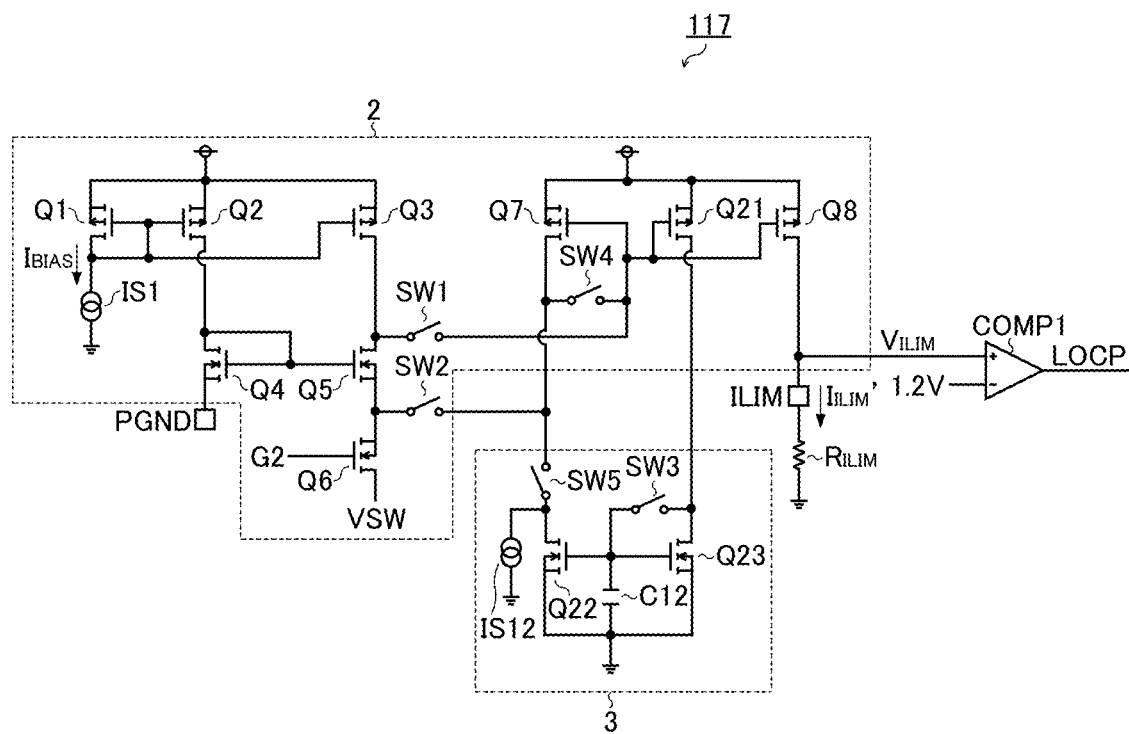 117
2
Q1
Q2
Q3
Q7
Q21
Q8
IBIAS
IS1
SW1
SW4
SW2
Q4
Q5
PGND
G2
Q6
VSW
VILIM
COMP1
+
LOCP
1.2V
−
ILIM
IILIM'
RILIM
SW5
SW3
IS12
Q22
C12
Q23
3